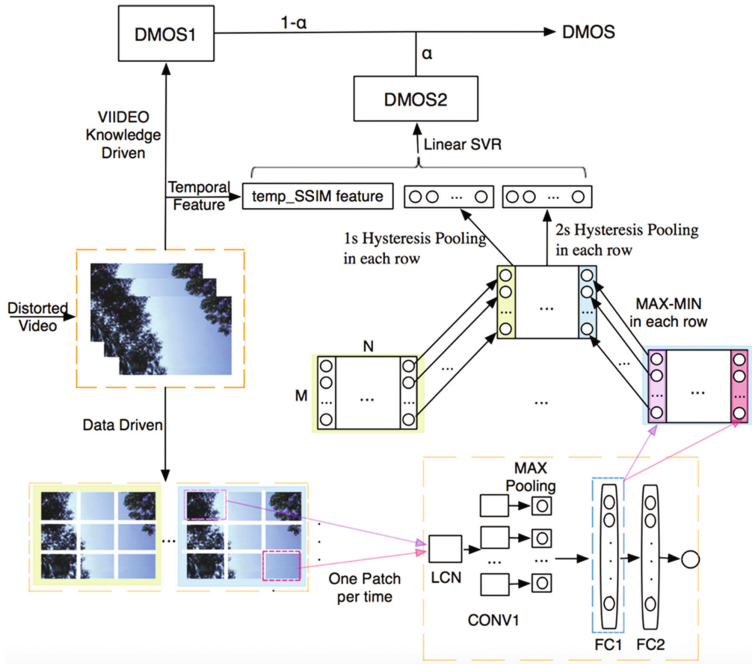 DMOS1
1-α
DMOS
α
DMOS2
VIIDEO
Knowledge
Driven
Linear SVR
Temporal
Feature
temp_SSIM feature
...
...
1s Hysteresis Pooling
in each row
2s Hysteresis Pooling
in each row
Distorted
Video
...
...
...
MAX-MIN
in each row
N
M
...
...
...
...
...
...
...
...
...
Data Driven
...
One Patch
per time
MAX
Pooling
LCN
...
...
CONV1
FC1
FC2